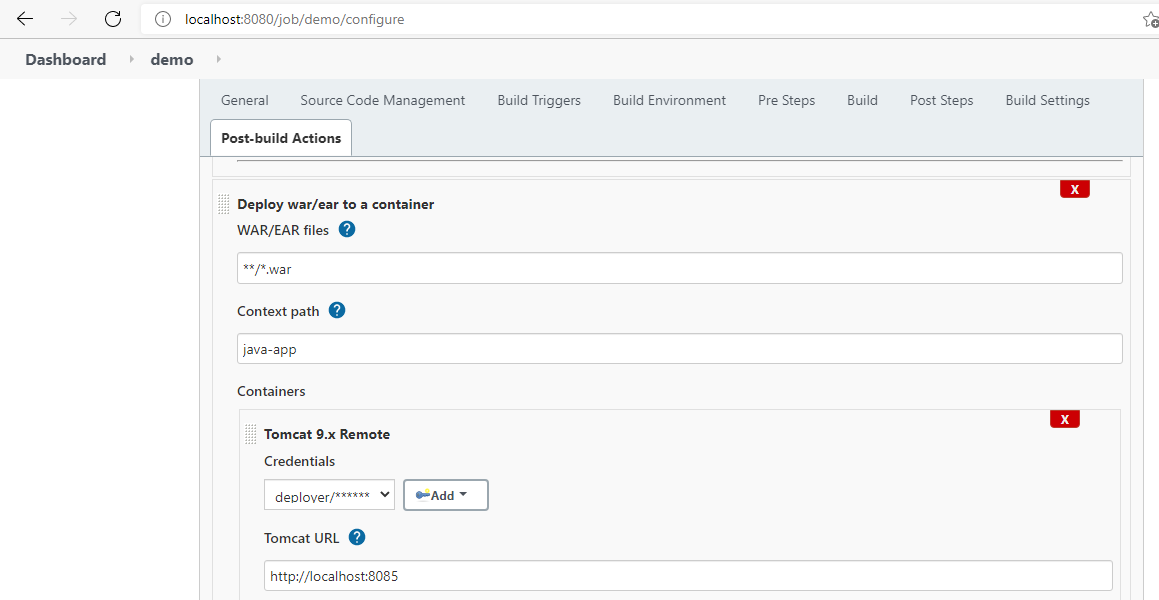 localhost:8080/job/demo/configure
Dashboard demo
General Source Code Management Build Triggers Build Environment Pre Steps Build Post Steps Build Settings
Post-build Actions
X
Deploy war/ear to a container
WAR/EAR files ?
**/*.war
Context path ?
java-app
Containers
X
Tomcat 9.x Remote
Credentials
deployer/****** Add
Tomcat URL ?
http://localhost:8085